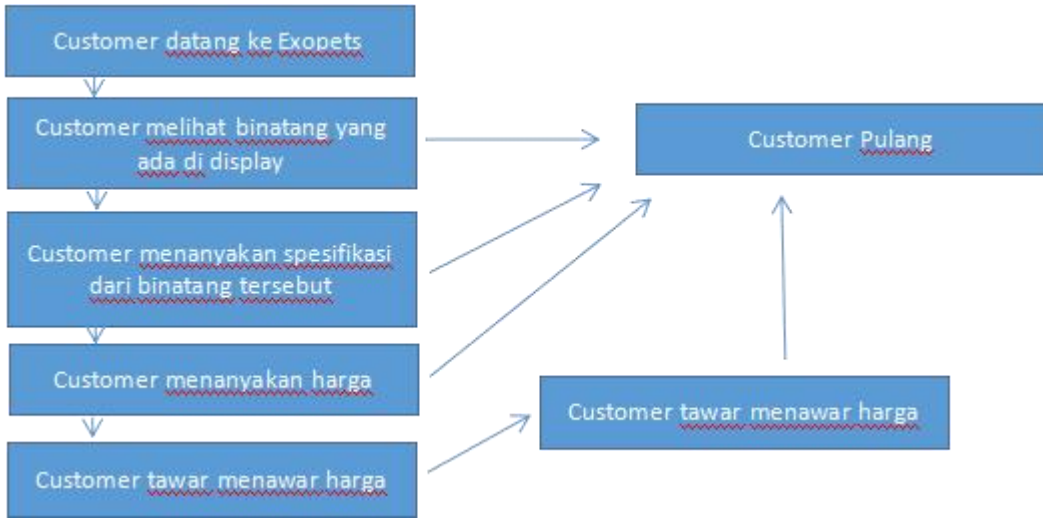 Customer datang ke Exopets
Customer melihat binatang yang
ada di display
Customer Pulang
Customer menanyakan spesifikasi
dari binatang tersebut
Customer menanyakan harga
Customer tawar menawar harga
Customer tawar menawar harga